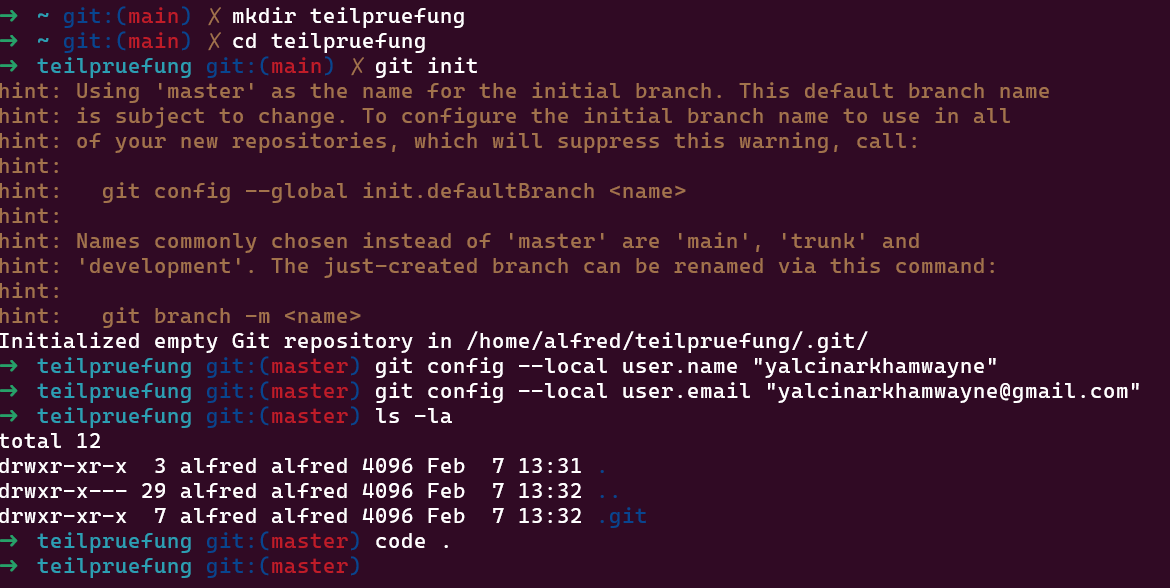 → ~ git:(main) ✗ mkdir teilpruefung
→ ~ git:(main) ✗ cd teilpruefung
→ teilpruefung git:(main) ✗ git init
hint: Using 'master' as the name for the initial branch. This default branch name
hint: is subject to change. To configure the initial branch name to use in all
hint: of your new repositories, which will suppress this warning, call:
hint:
hint:   git config --global init.defaultBranch <name>
hint:
hint: Names commonly chosen instead of 'master' are 'main', 'trunk' and
hint: 'development'. The just-created branch can be renamed via this command:
hint:
hint:   git branch -m <name>
Initialized empty Git repository in /home/alfred/teilpruefung/.git/
→ teilpruefung git:(master) git config --local user.name "yalcinarkhamwayne"
→ teilpruefung git:(master) git config --local user.email "yalcinarkhamwayne@gmail.com"
→ teilpruefung git:(master) ls -la
total 12
drwxr-xr-x  3 alfred alfred 4096 Feb  7 13:31 .
drwxr-x--- 29 alfred alfred 4096 Feb  7 13:32 ..
drwxr-xr-x  7 alfred alfred 4096 Feb  7 13:32 .git
→ teilpruefung git:(master) code .
→ teilpruefung git:(master)